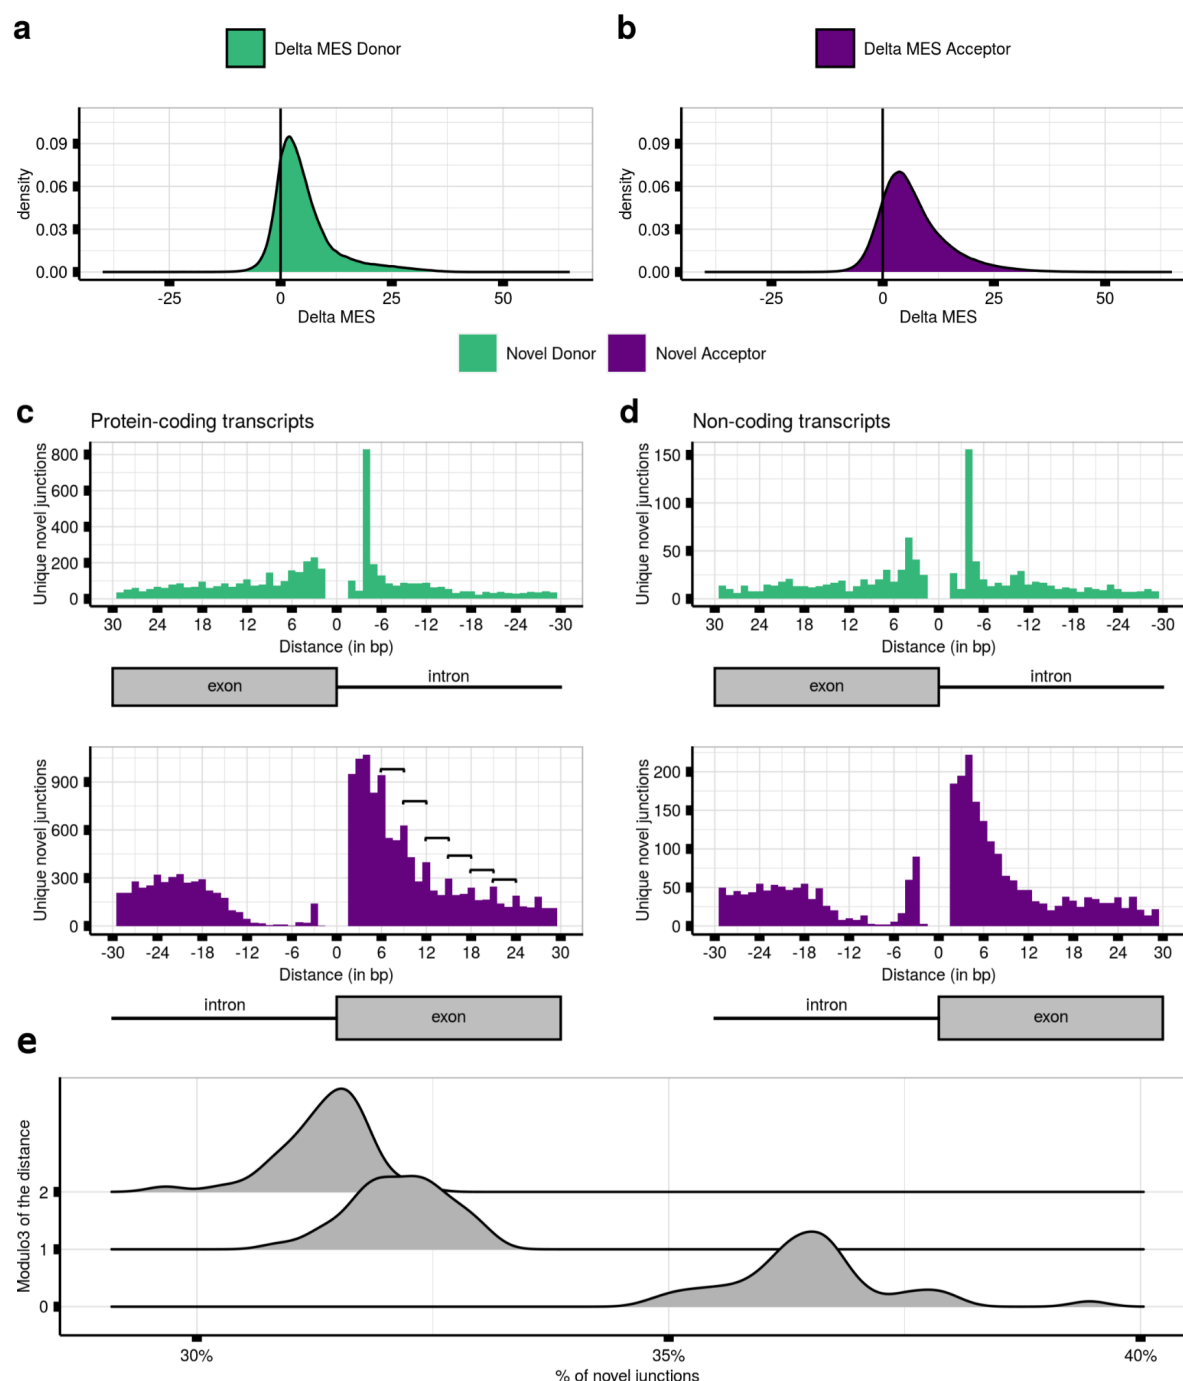 a
Delta MES Donor
0.09
0.06
0.03
0.00
density
-25 0 25 50
Delta MES
b
Delta MES Acceptor
0.09
0.06
0.03
0.00
density
-25 0 25 50
Delta MES
Novel Donor Novel Acceptor
c
Protein-coding transcripts
800
600
400
200
0
Unique novel junctions
30 24 18 12 6 0 -6 -12 -18 -24 -30
Distance (in bp)
exon intron
900
600
300
0
Unique novel junctions
-30 -24 -18 -12 -6 0 6 12 18 24 30
Distance (in bp)
intron exon
d
Non-coding transcripts
150
100
50
0
Unique novel junctions
30 24 18 12 6 0 -6 -12 -18 -24 -30
Distance (in bp)
exon intron
200
150
100
50
0
Unique novel junctions
-30 -24 -18 -12 -6 0 6 12 18 24 30
Distance (in bp)
intron exon
e
Modulo3 of the distance
2
1
0
30% 35% 40%
% of novel junctions